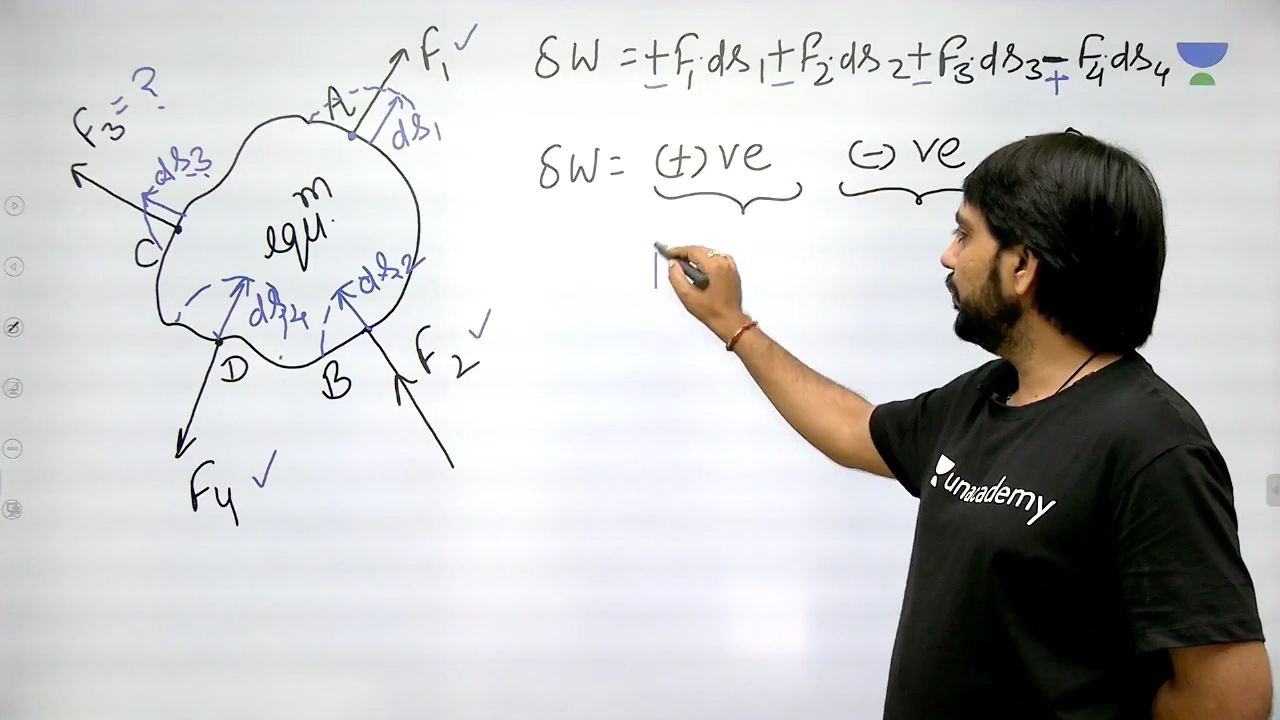 δW = + F1·ds1 + F2·ds2 + F3·ds3 - F4·ds4
- - - +
δW = (+)ve (-)ve
F1 ✓
A
ds1
F3 = ?
ds3
C
equi.m
ds2
ds4
F2 ✓
B
D
F4 ✓
unacademy